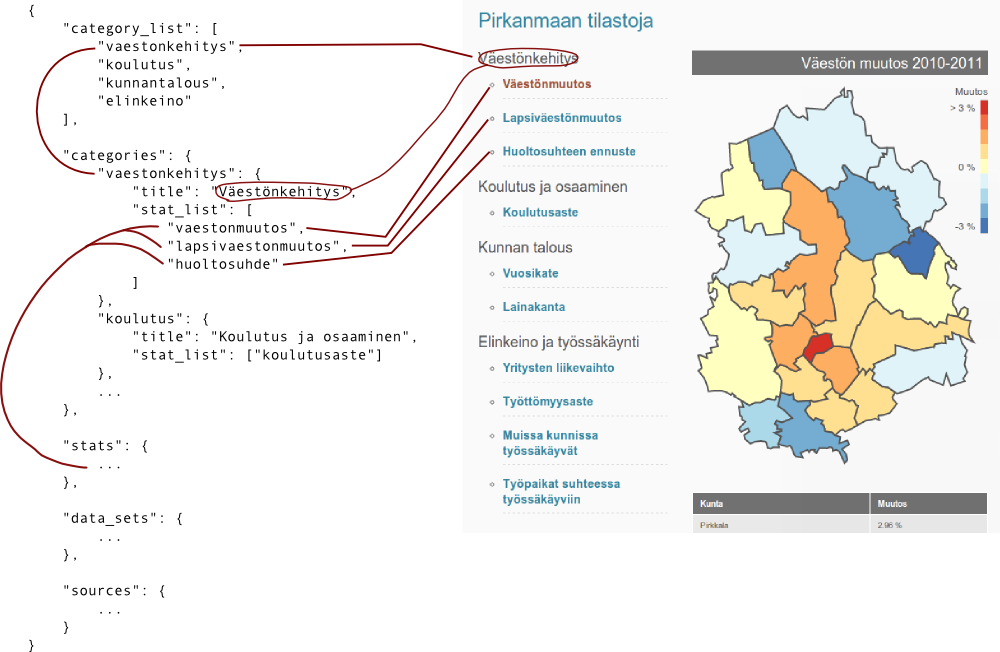 {
"category_list": [
"vaestonkehitys",
"koulutus",
"kunnantalous",
"elinkeino"
],
"categories": {
"vaestonkehitys": {
"title": "Väestönkehitys",
"stat_list": [
"vaestonmuutos",
"lapsivaestonmuutos",
"huoltosuhde"
]
},
"koulutus": {
"title": "Koulutus ja osaaminen",
"stat_list": ["koulutusaste"]
},
...
},
"stats": {
...
},
"data_sets": {
...
},
"sources": {
...
}
}
Pirkanmaan tilastoja
Väestönkehitys
Väestönmuutos
Lapsiväestönmuutos
Huoltosuhteen ennuste
Koulutus ja osaaminen
Koulutusaste
Kunnan talous
Vuosikate
Lainakanta
Elinkeino ja työssäkäynti
Yritysten liikevaihto
Työttömyysaste
Muissa kunnissa
työssäkäyvät
Työpaikat suhteessa
työssäkäyviin
Väestön muutos 2010-2011
Muutos
> 3 %
0 %
-3 %
Kunta Muutos
Pirkkala 2.96 %